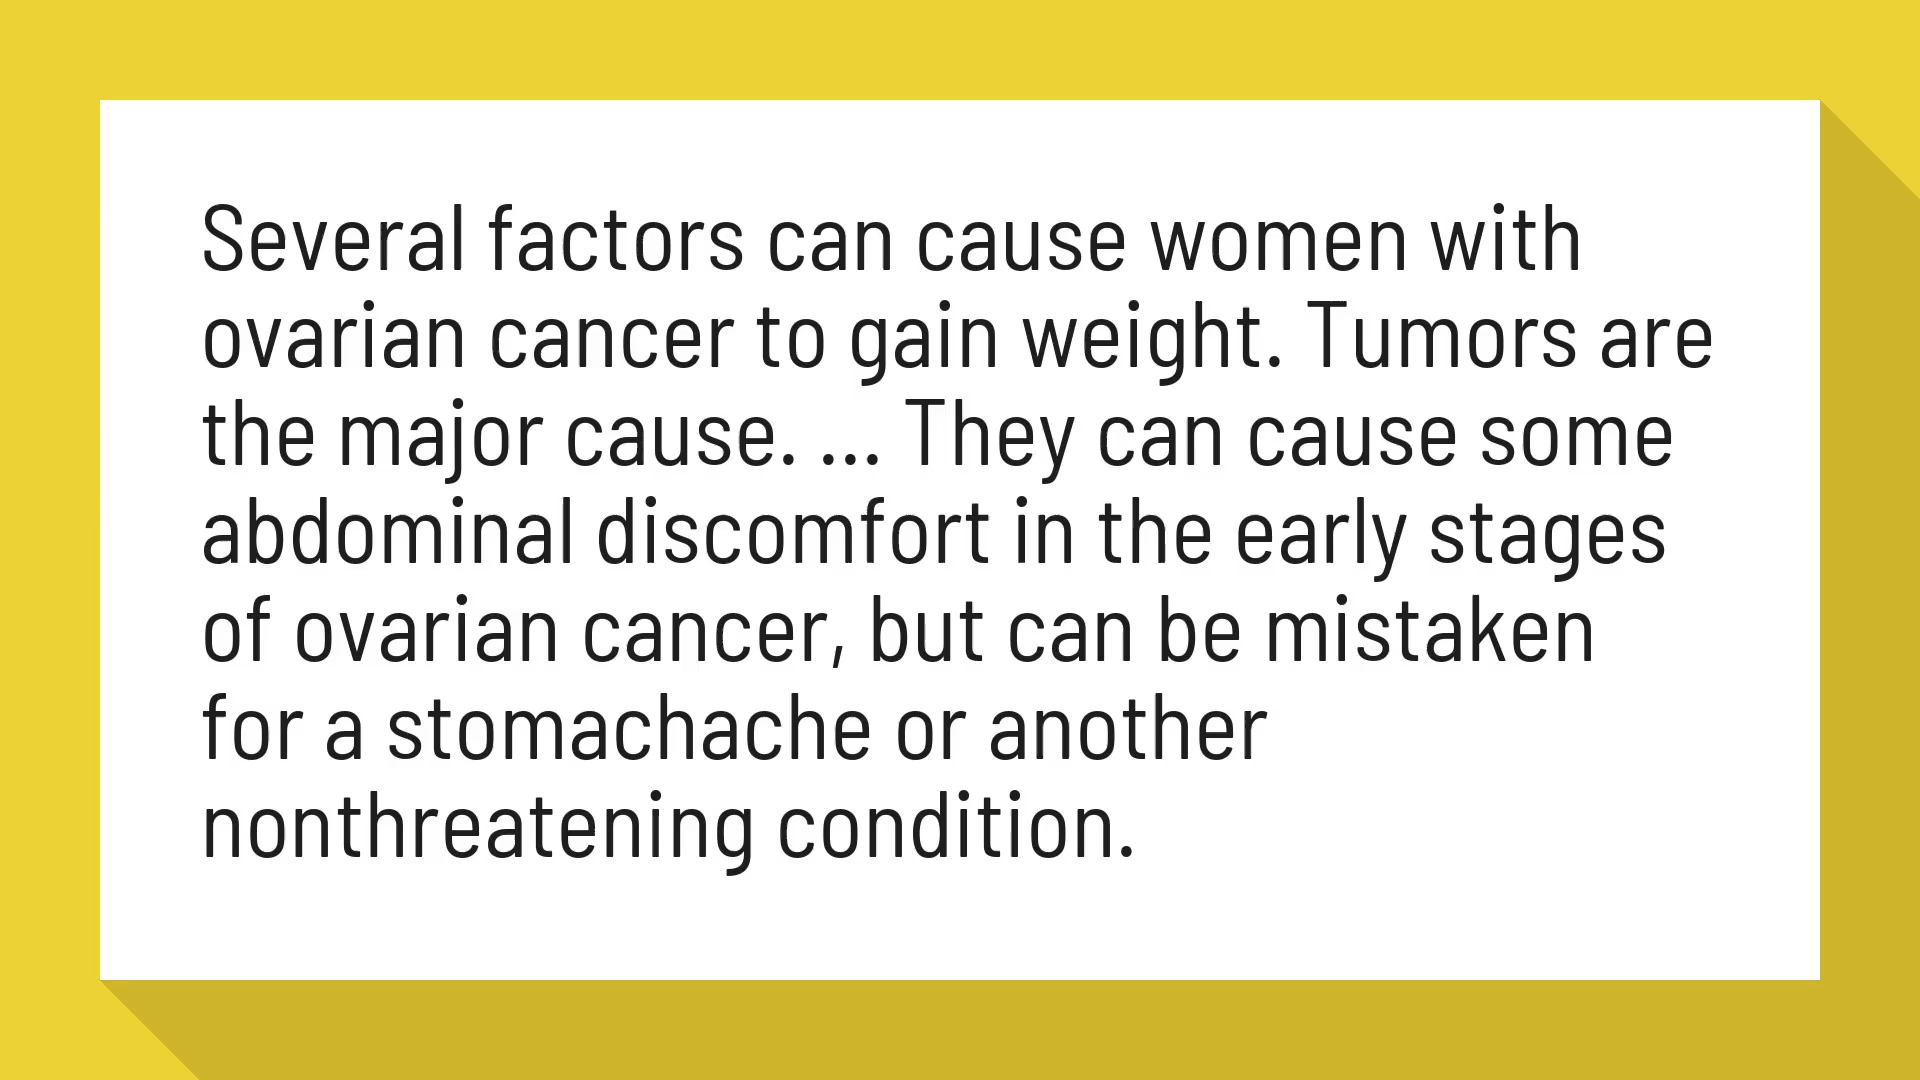 Several factors can cause women with
ovarian cancer to gain weight. Tumors are
the major cause. ... They can cause some
abdominal discomfort in the early stages
of ovarian cancer, but can be mistaken
for a stomachache or another
nonthreatening condition.